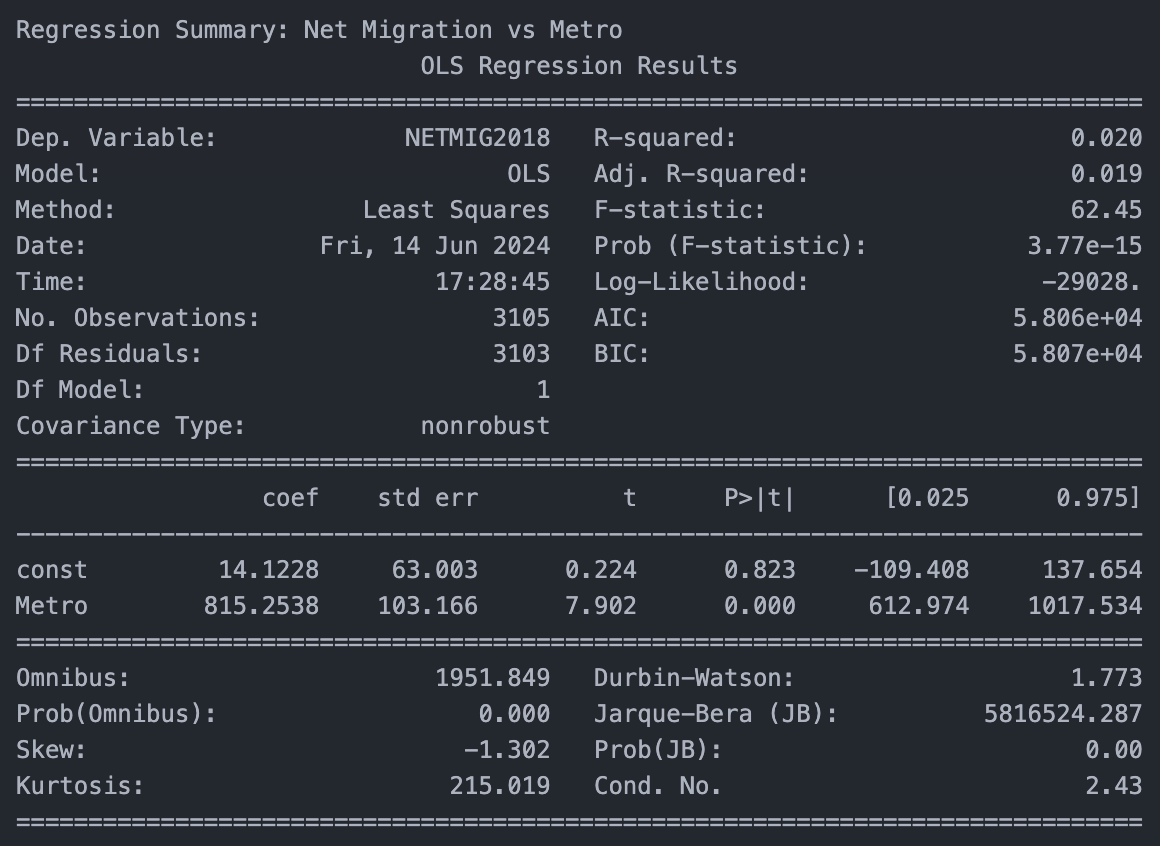 Regression Summary: Net Migration vs Metro
                            OLS Regression Results
==============================================================================
Dep. Variable:             NETMIG2018   R-squared:                       0.020
Model:                            OLS   Adj. R-squared:                  0.019
Method:                 Least Squares   F-statistic:                     62.45
Date:                Fri, 14 Jun 2024   Prob (F-statistic):           3.77e-15
Time:                        17:28:45   Log-Likelihood:                -29028.
No. Observations:                3105   AIC:                         5.806e+04
Df Residuals:                    3103   BIC:                         5.807e+04
Df Model:                           1
Covariance Type:            nonrobust
==============================================================================
                 coef    std err          t      P>|t|      [0.025      0.975]
------------------------------------------------------------------------------
const         14.1228     63.003      0.224      0.823    -109.408     137.654
Metro        815.2538    103.166      7.902      0.000     612.974    1017.534
==============================================================================
Omnibus:                     1951.849   Durbin-Watson:                   1.773
Prob(Omnibus):                  0.000   Jarque-Bera (JB):          5816524.287
Skew:                          -1.302   Prob(JB):                         0.00
Kurtosis:                     215.019   Cond. No.                         2.43
==============================================================================